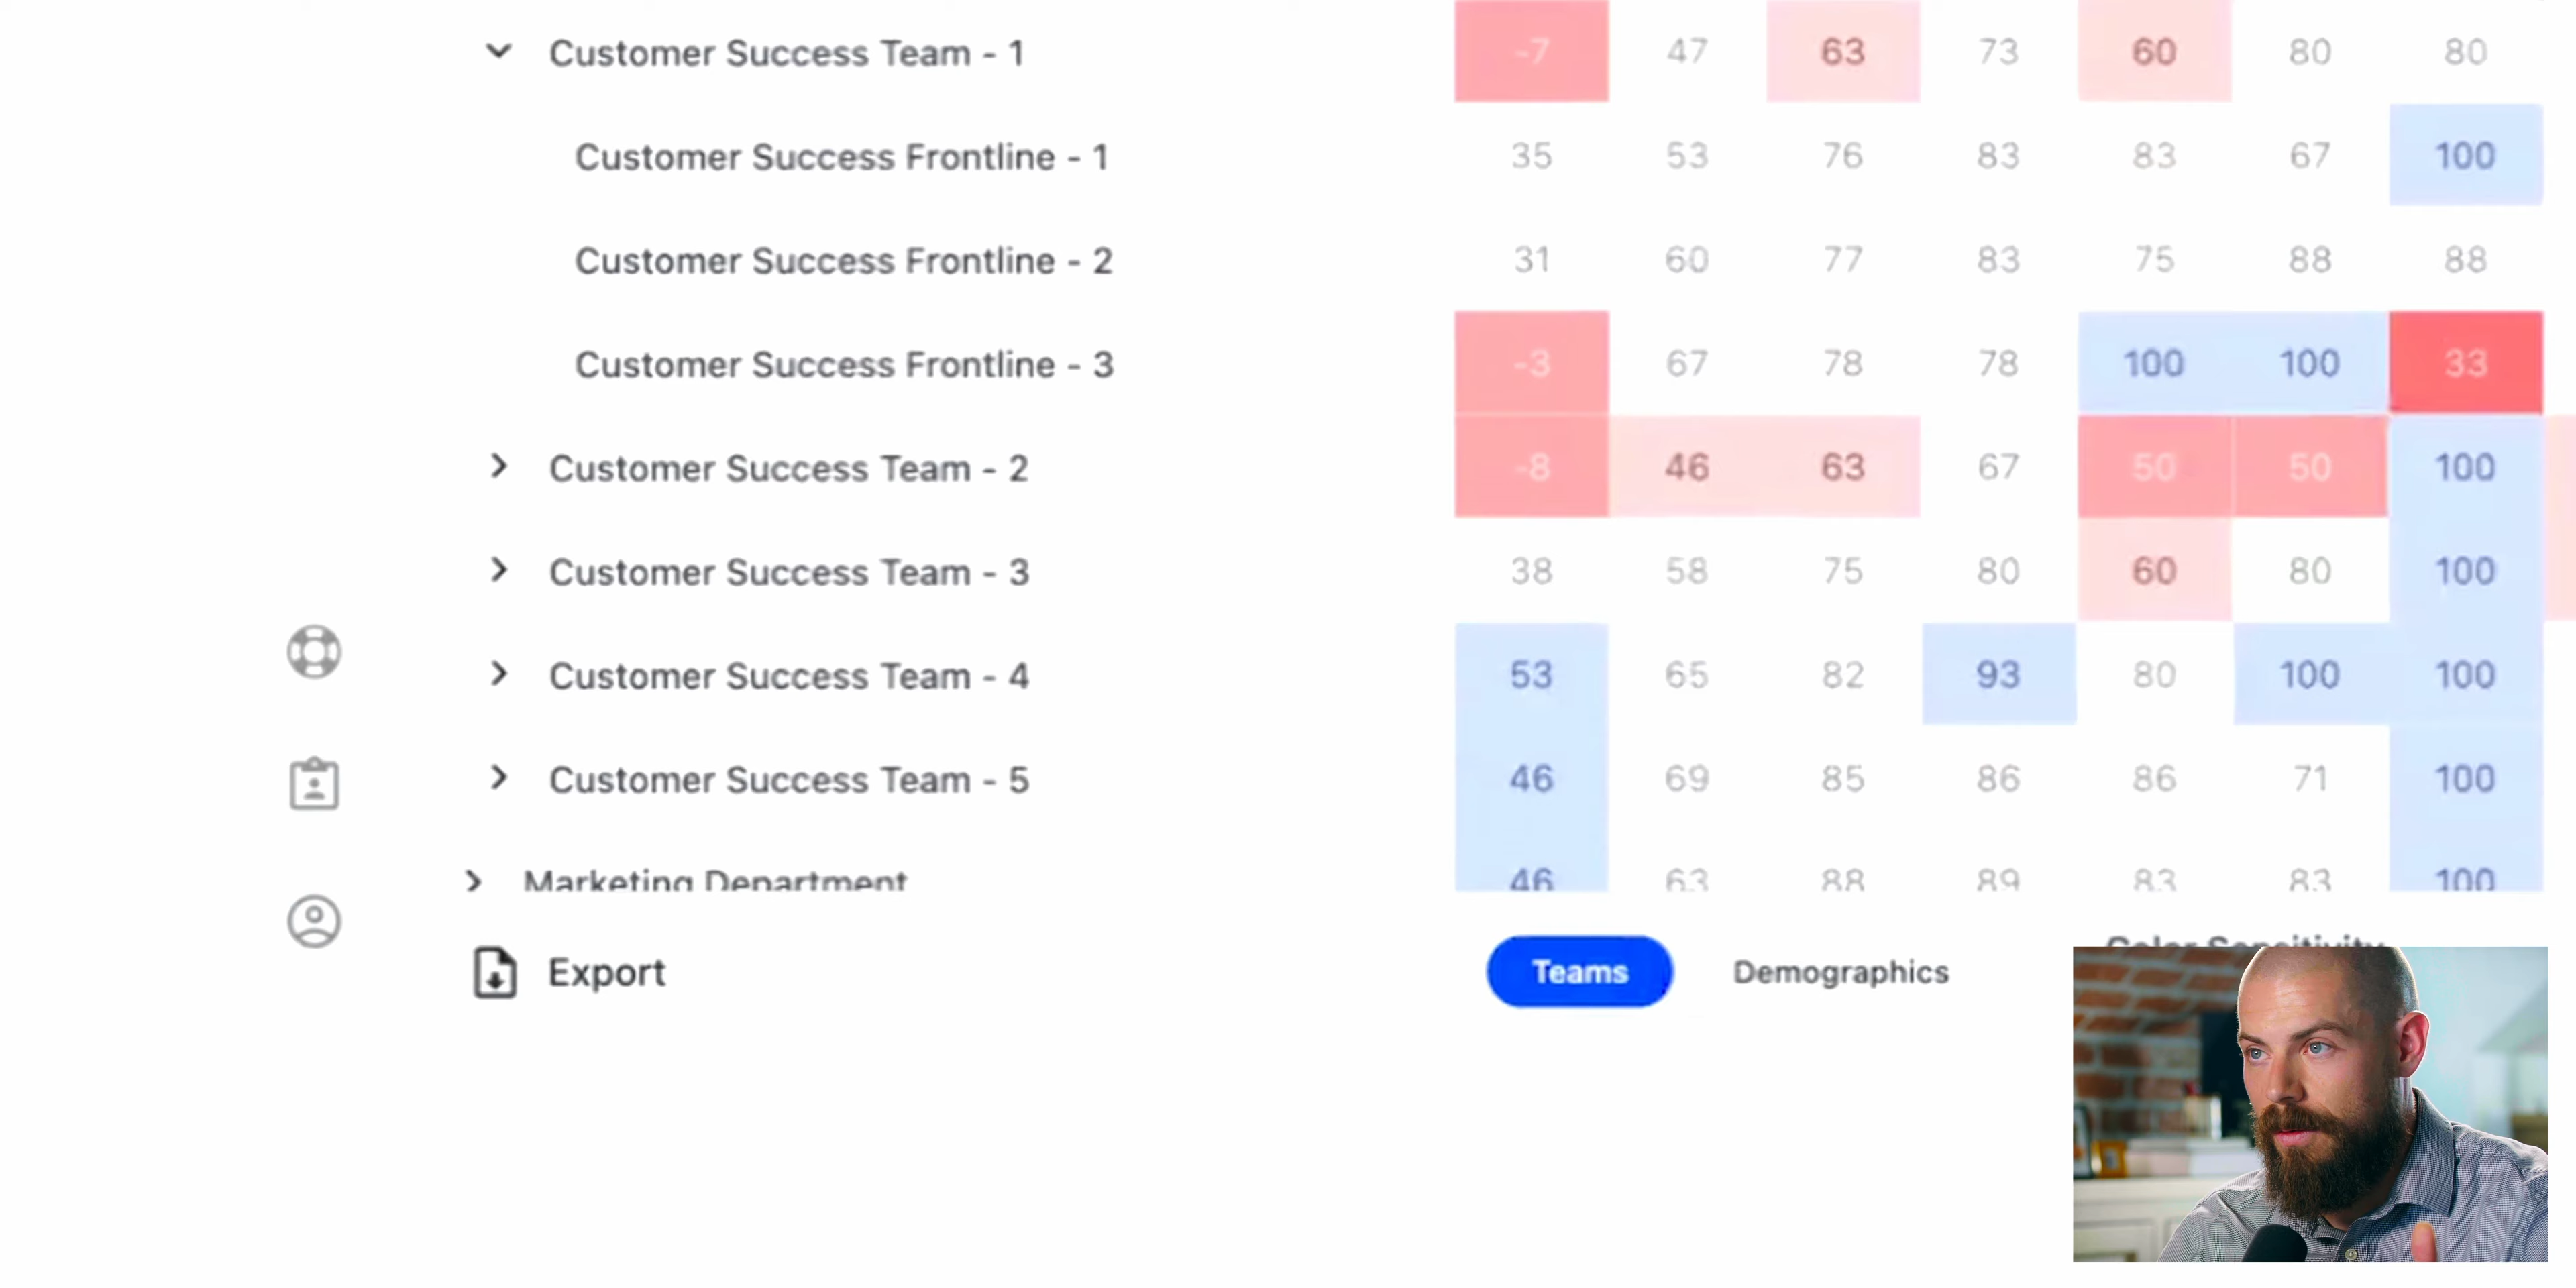 Customer Success Team - 1 -7 47 63 73 60 80 80
Customer Success Frontline - 1 35 53 76 83 83 67 100
Customer Success Frontline - 2 31 60 77 83 75 88 88
Customer Success Frontline - 3 -3 67 78 78 100 100 33
Customer Success Team - 2 -8 46 63 67 50 50 100
Customer Success Team - 3 38 58 75 80 60 80 100
Customer Success Team - 4 53 65 82 93 80 100 100
Customer Success Team - 5 46 69 85 86 86 71 100
Marketing Department 46 63 88 89 83 83 100
Color Sensitivity
Export Teams Demographics